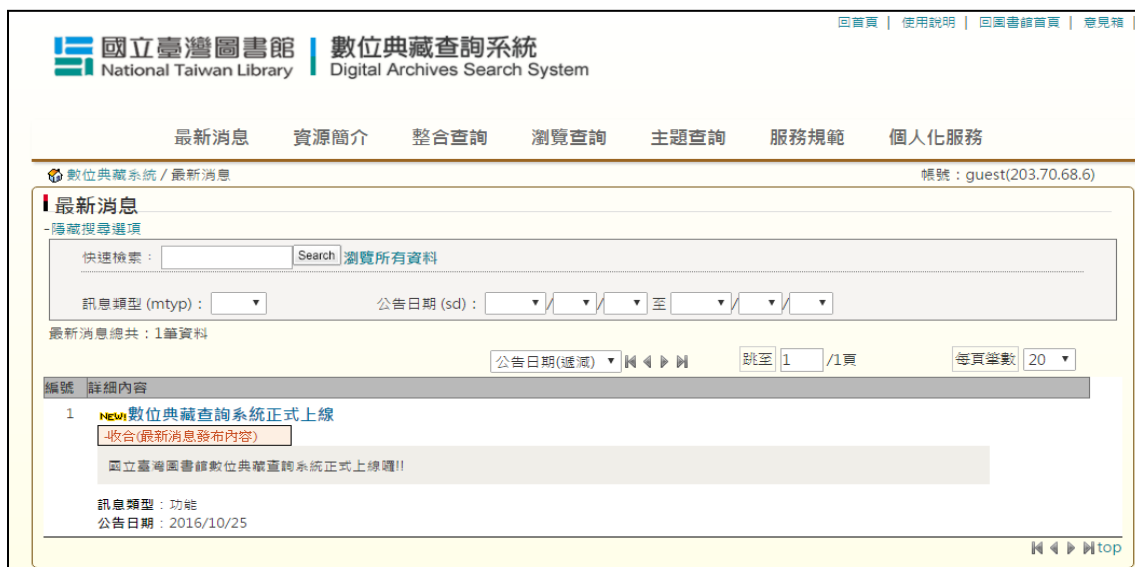 回首頁 | 使用說明 | 回圖書館首頁 | 意見箱 |
國立臺灣圖書館 數位典藏查詢系統
National Taiwan Library Digital Archives Search System
最新消息 資源簡介 整合查詢 瀏覽查詢 主題查詢 服務規範 個人化服務
數位典藏系統 / 最新消息 帳號：guest(203.70.68.6)
最新消息
-隱藏搜尋選項
快速檢索： Search 瀏覽所有資料
訊息類型 (mtyp)： 公告日期 (sd)： / / 至 / /
最新消息總共：1筆資料
公告日期(遞減) 跳至 1 /1頁 每頁筆數 20
編號 詳細內容
1 NEW! 數位典藏查詢系統正式上線
-收合(最新消息發布內容)
國立臺灣圖書館數位典藏查詢系統正式上線囉!!
訊息類型：功能
公告日期：2016/10/25
top